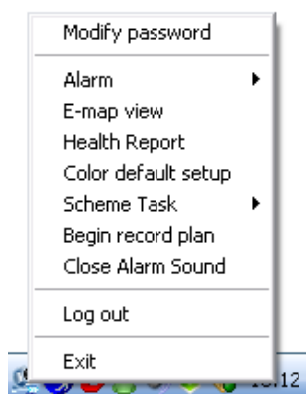 Modify password
Alarm
E-map view
Health Report
Color default setup
Scheme Task
Begin record plan
Close Alarm Sound
Log out
Exit
:12